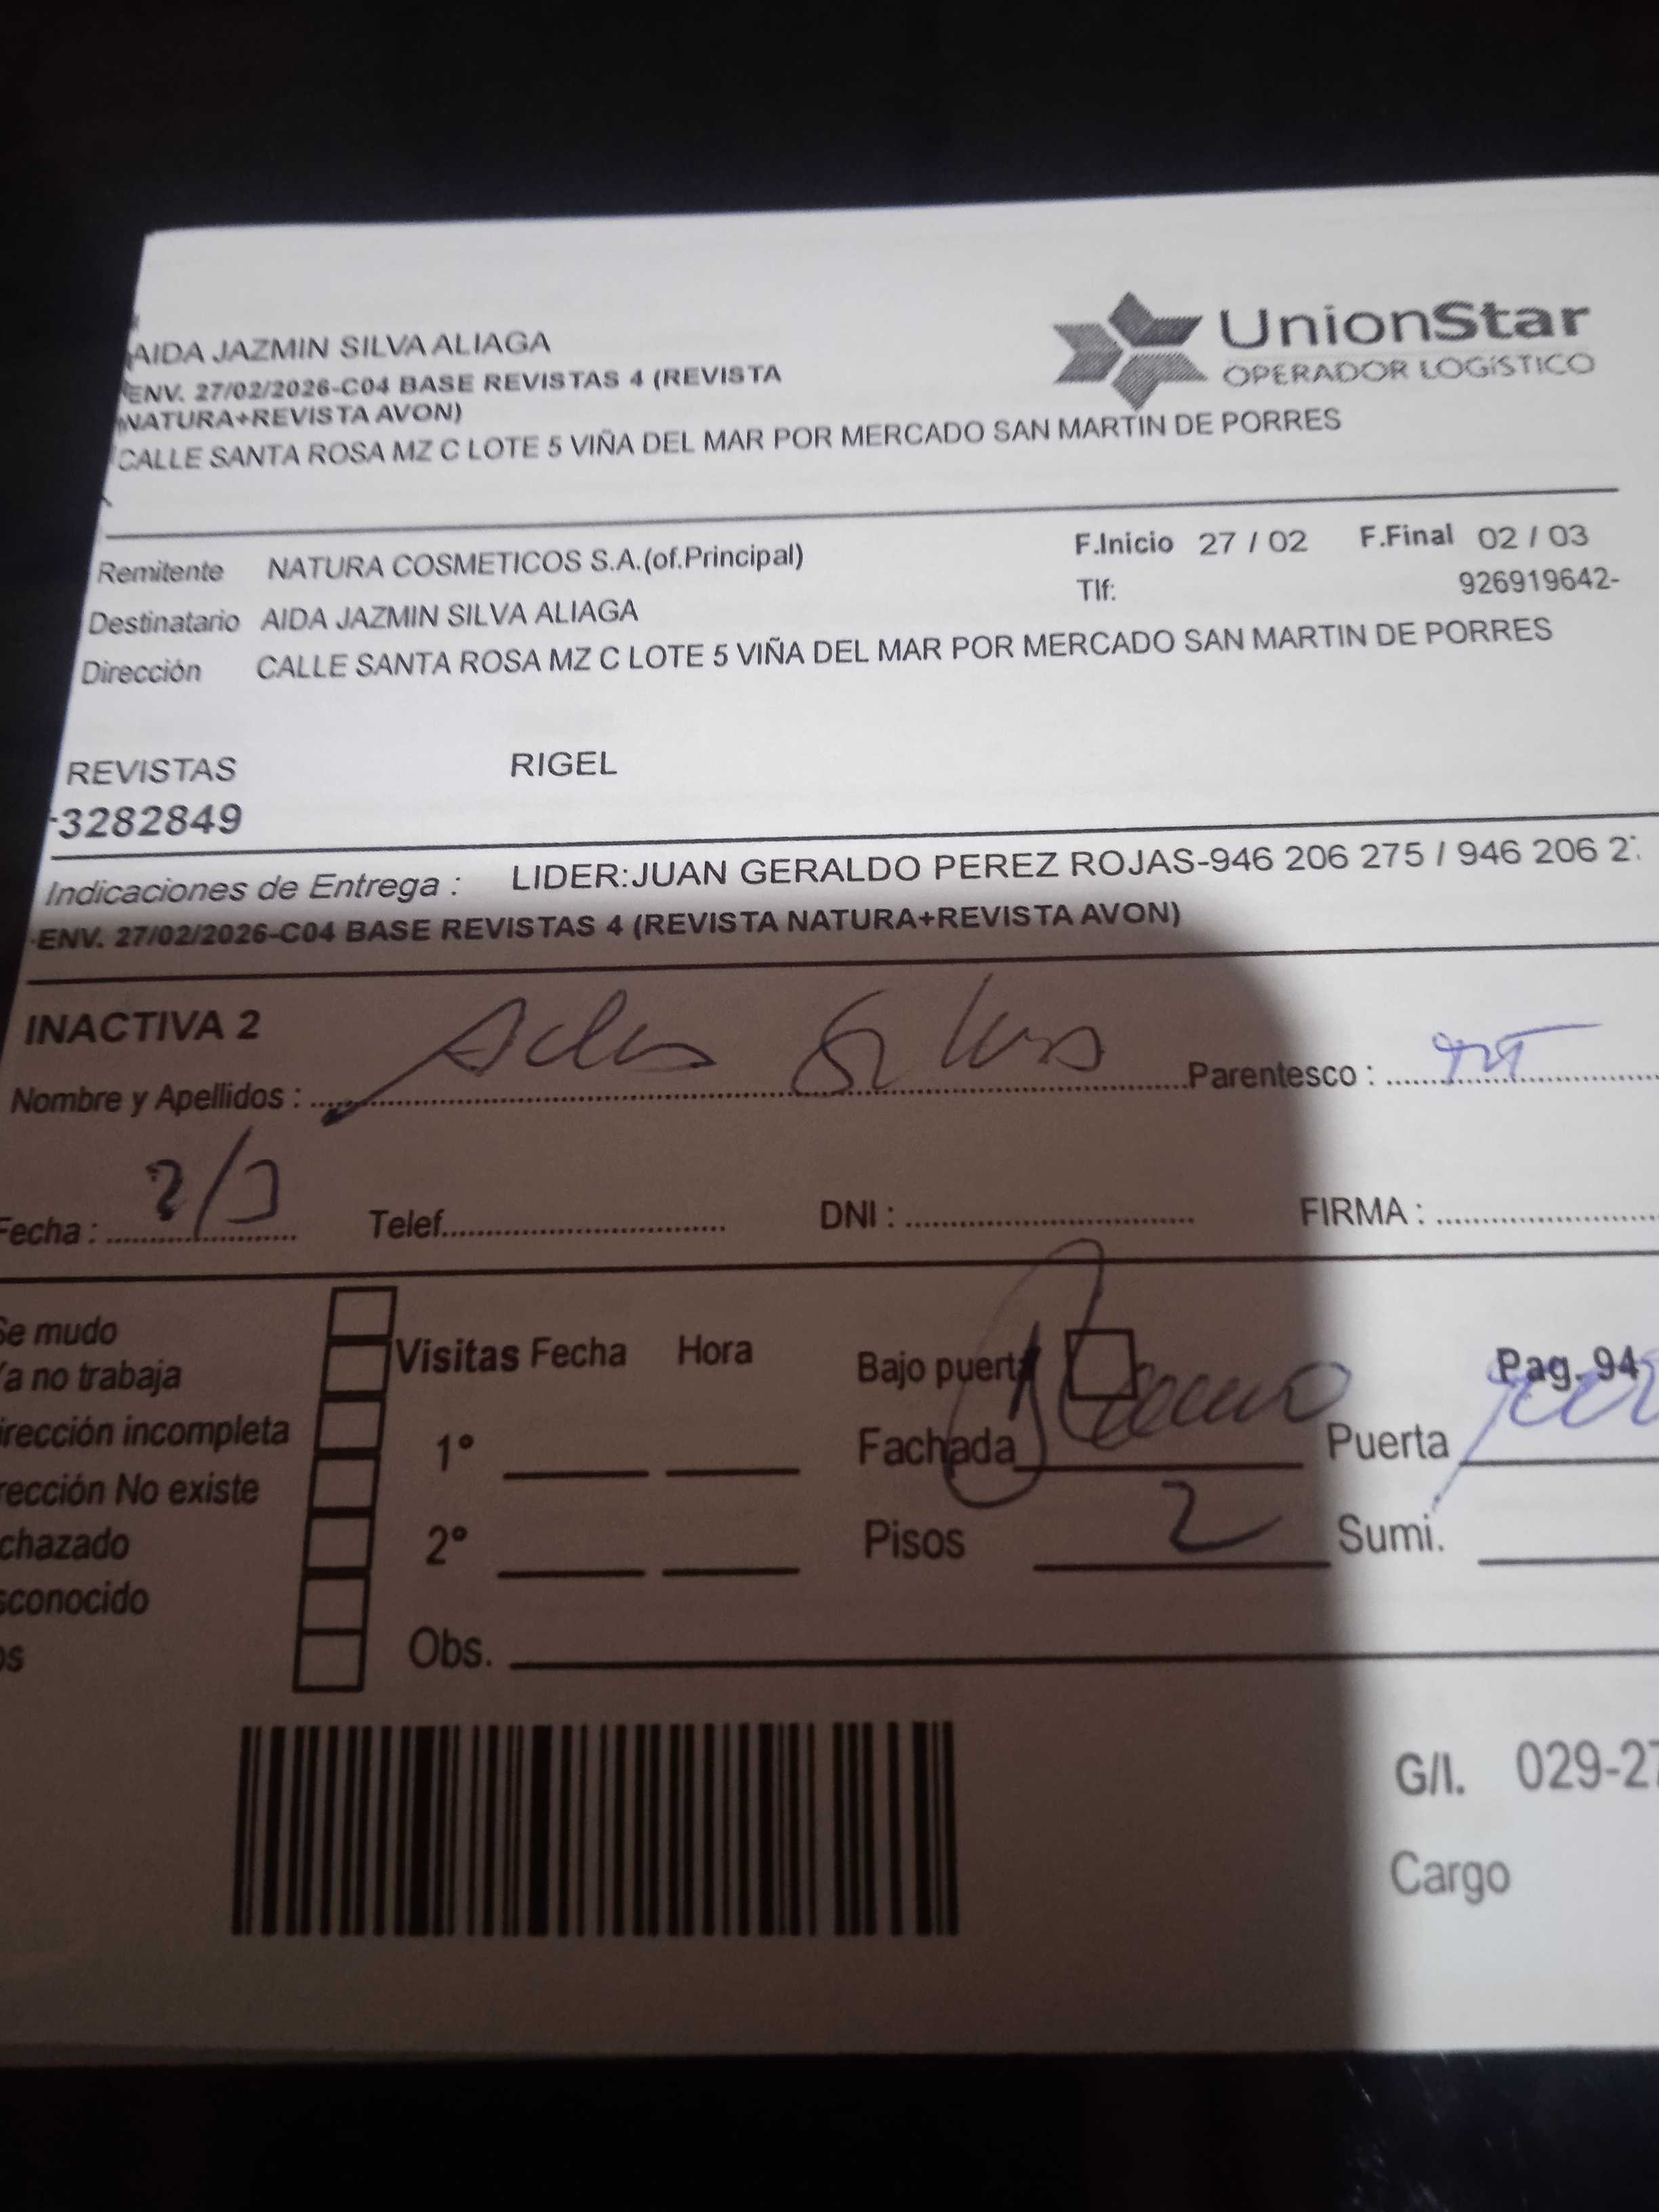 AIDA JAZMIN SILVA ALIAGA
UnionStar
OPERADOR LOGÍSTICO
ENV. 27/02/2026-C04 BASE REVISTAS 4 (REVISTA
NATURA+REVISTA AVON)
CALLE SANTA ROSA MZ C LOTE 5 VIÑA DEL MAR POR MERCADO SAN MARTIN DE PORRES
Remitente NATURA COSMETICOS S.A.(of.Principal) F.Inicio 27 / 02 F.Final 02 / 03
Tlf: 926919642-
Destinatario AIDA JAZMIN SILVA ALIAGA
Dirección CALLE SANTA ROSA MZ C LOTE 5 VIÑA DEL MAR POR MERCADO SAN MARTIN DE PORRES
REVISTAS RIGEL
-3282849
Indicaciones de Entrega : LIDER:JUAN GERALDO PEREZ ROJAS-946 206 275 / 946 206 2
ENV. 27/02/2026-C04 BASE REVISTAS 4 (REVISTA NATURA+REVISTA AVON)
INACTIVA 2
Nombre y Apellidos : Parentesco : TIT
Fecha : 2/3 Telef. DNI : FIRMA :
Se mudo
Ya no trabaja
irección incompleta
rección No existe
chazado
sconocido
os
Visitas Fecha Hora
1°
2°
Obs.
Bajo puerta Pag. 94
Fachada Puerta
Pisos 2 Sumi.
G/I. 029-27
Cargo